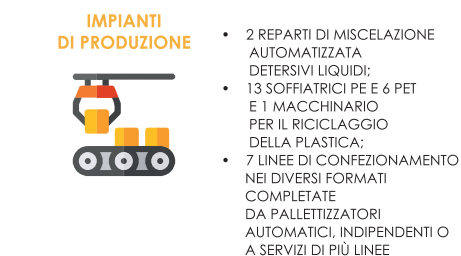 IMPIANTI
DI PRODUZIONE
• 2 REPARTI DI MISCELAZIONE
AUTOMATIZZATA
DETERSIVI LIQUIDI;
• 13 SOFFIATRICI PE E 6 PET
E 1 MACCHINARIO
PER IL RICICLAGGIO
DELLA PLASTICA;
• 7 LINEE DI CONFEZIONAMENTO
NEI DIVERSI FORMATI
COMPLETATE
DA PALLETTIZZATORI
AUTOMATICI, INDIPENDENTI O
A SERVIZI DI PIÙ LINEE